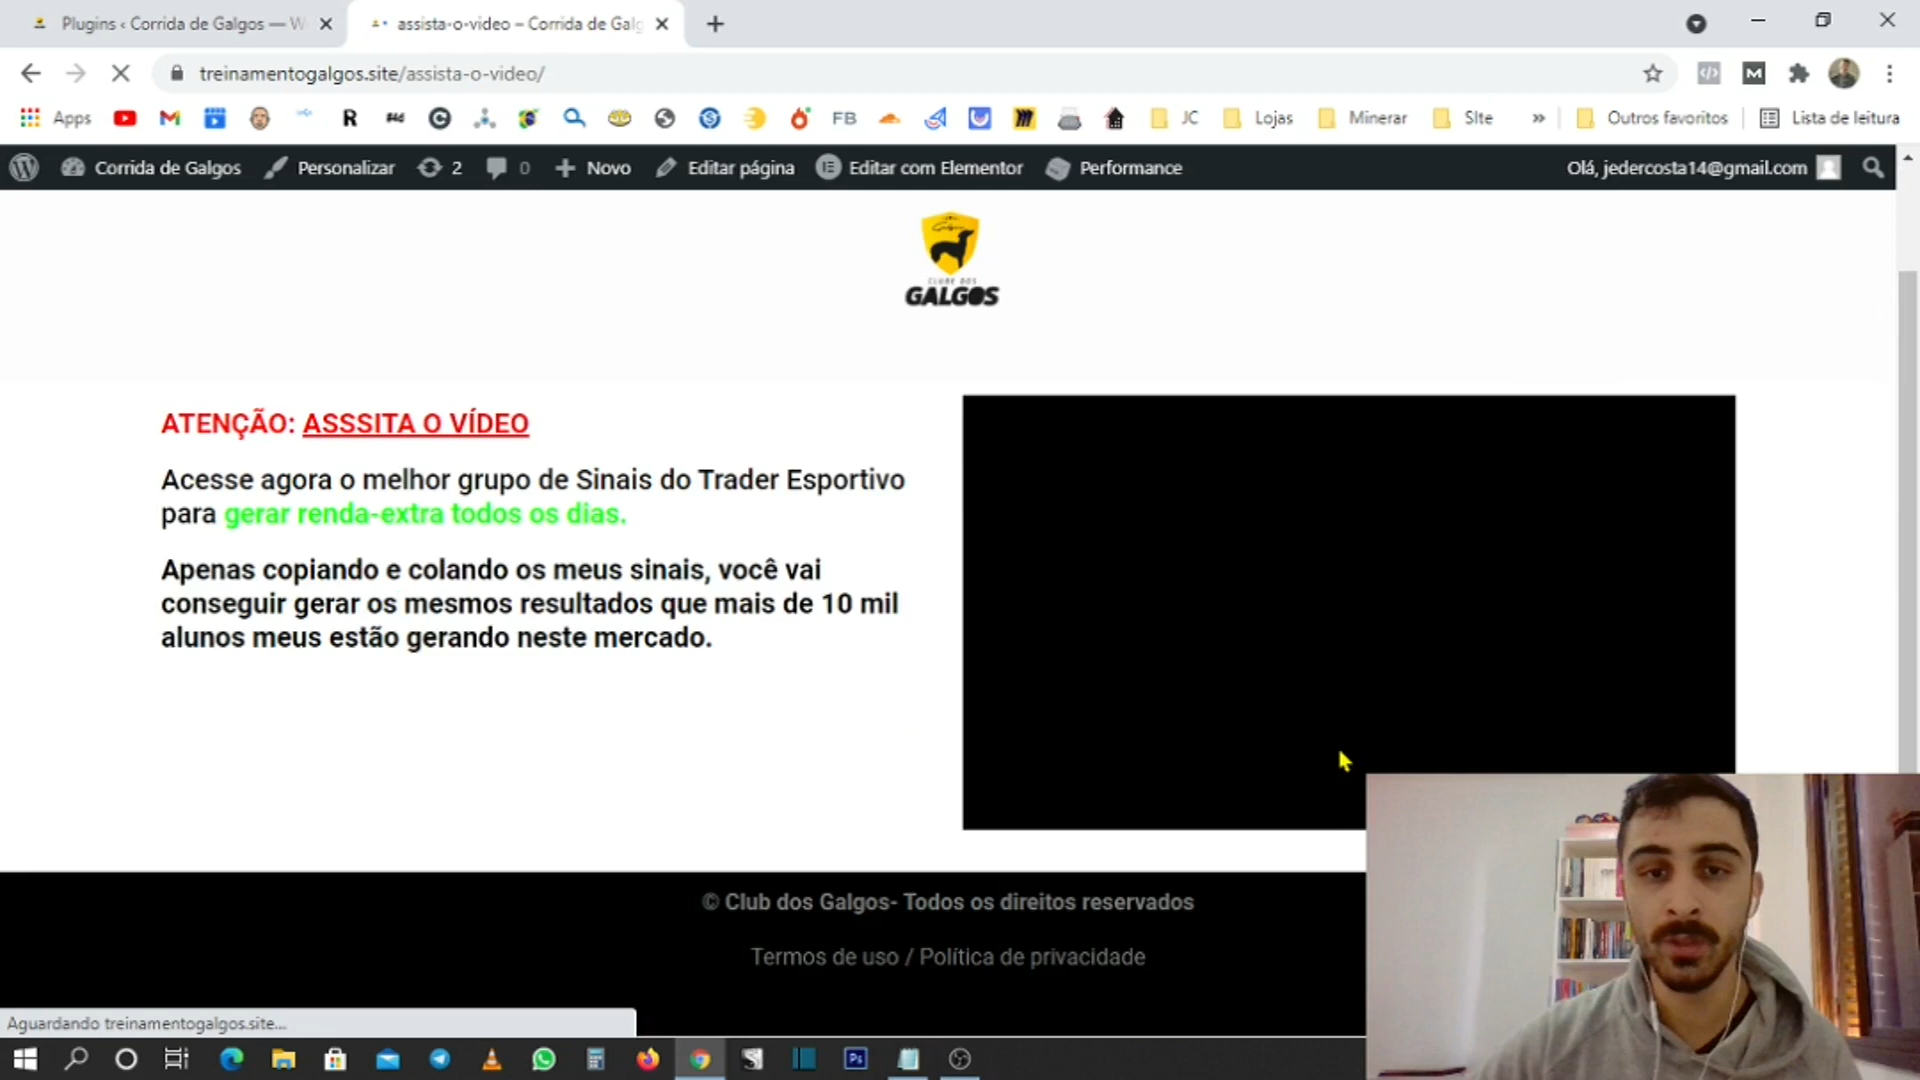 Plugins ‹ Corrida de Galgos — W
assista-o-video – Corrida de Galg
treinamentogalgos.site/assista-o-video/
Apps
R
M
FB
JC
Lojas
Minerar
SIte
»
Outros favoritos
Lista de leitura
Corrida de Galgos
Personalizar
2
0
Novo
Editar página
Editar com Elementor
Performance
Olá, jedercosta14@gmail.com
CLUBE DOS
GALGOS
ATENÇÃO: ASSSITA O VÍDEO
Acesse agora o melhor grupo de Sinais do Trader Esportivo
para gerar renda-extra todos os dias.
Apenas copiando e colando os meus sinais, você vai
conseguir gerar os mesmos resultados que mais de 10 mil
alunos meus estão gerando neste mercado.
© Club dos Galgos- Todos os direitos reservados
Termos de uso / Política de privacidade
Aguardando treinamentogalgos.site...
Ps